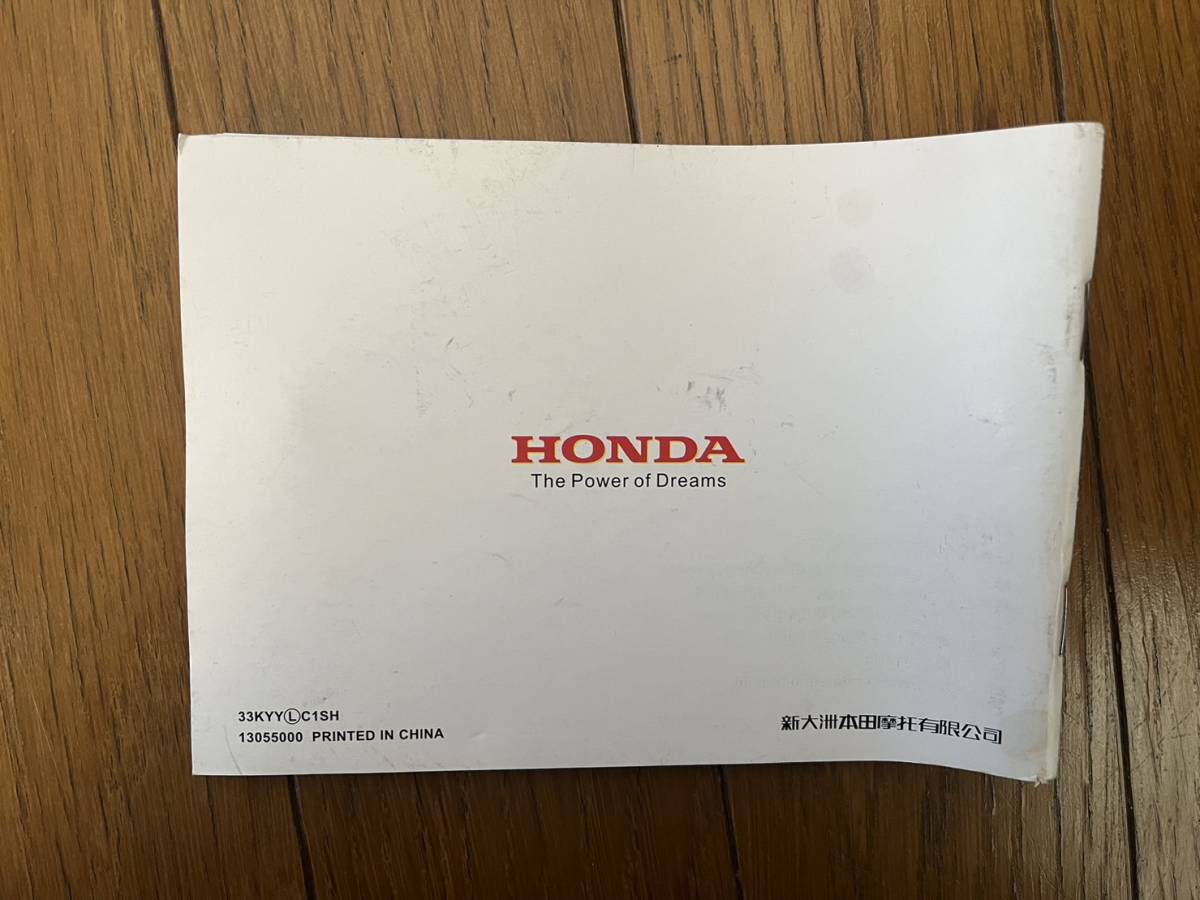 HONDA
The Power of Dreams
33KYYⓁC1SH
13055000 PRINTED IN CHINA
新大洲本田摩托有限公司